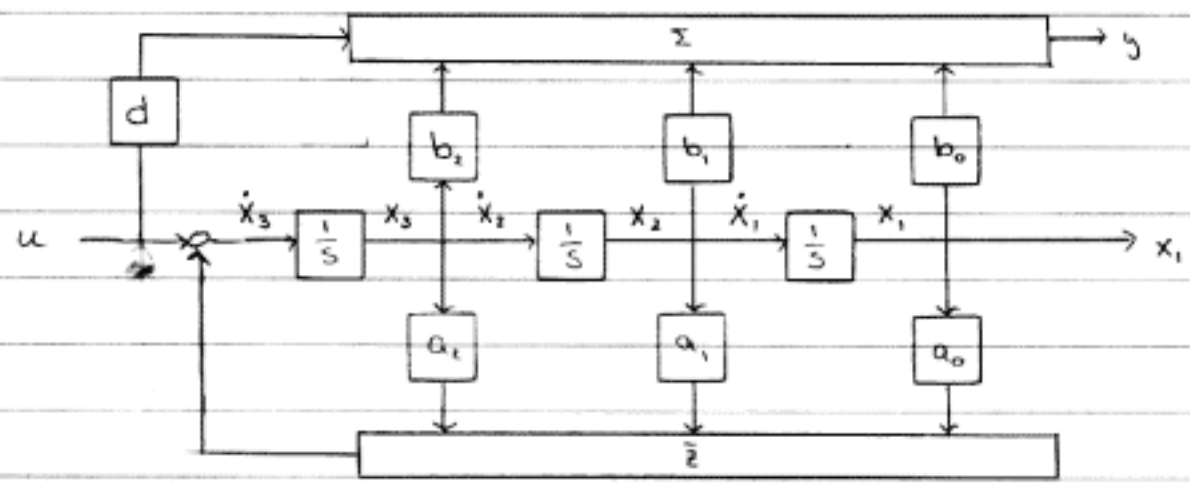 Σ
y
d
b₂ b₁ b₀
u ẋ₃ 1/s x₃ ẋ₂ 1/s x₂ ẋ₁ 1/s x₁ x₁
a₂ a₁ a₀
Σ